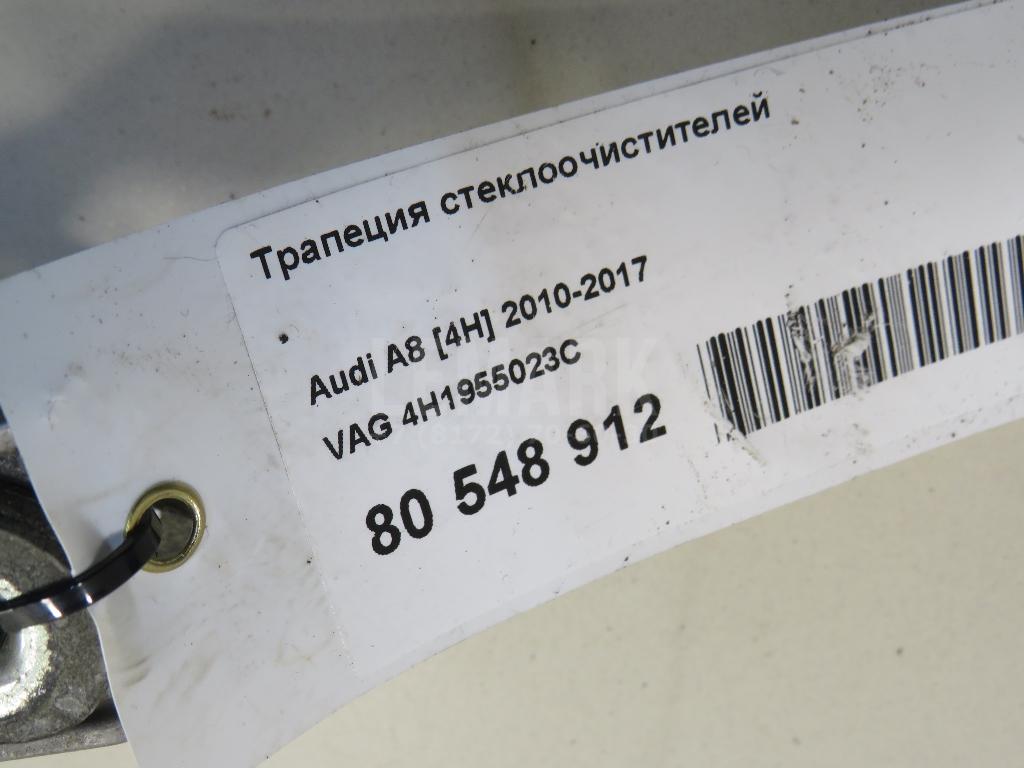 Трапеция стеклоочистителей
Audi A8 [4H] 2010-2017
VAG 4H1955023C
80 548 912